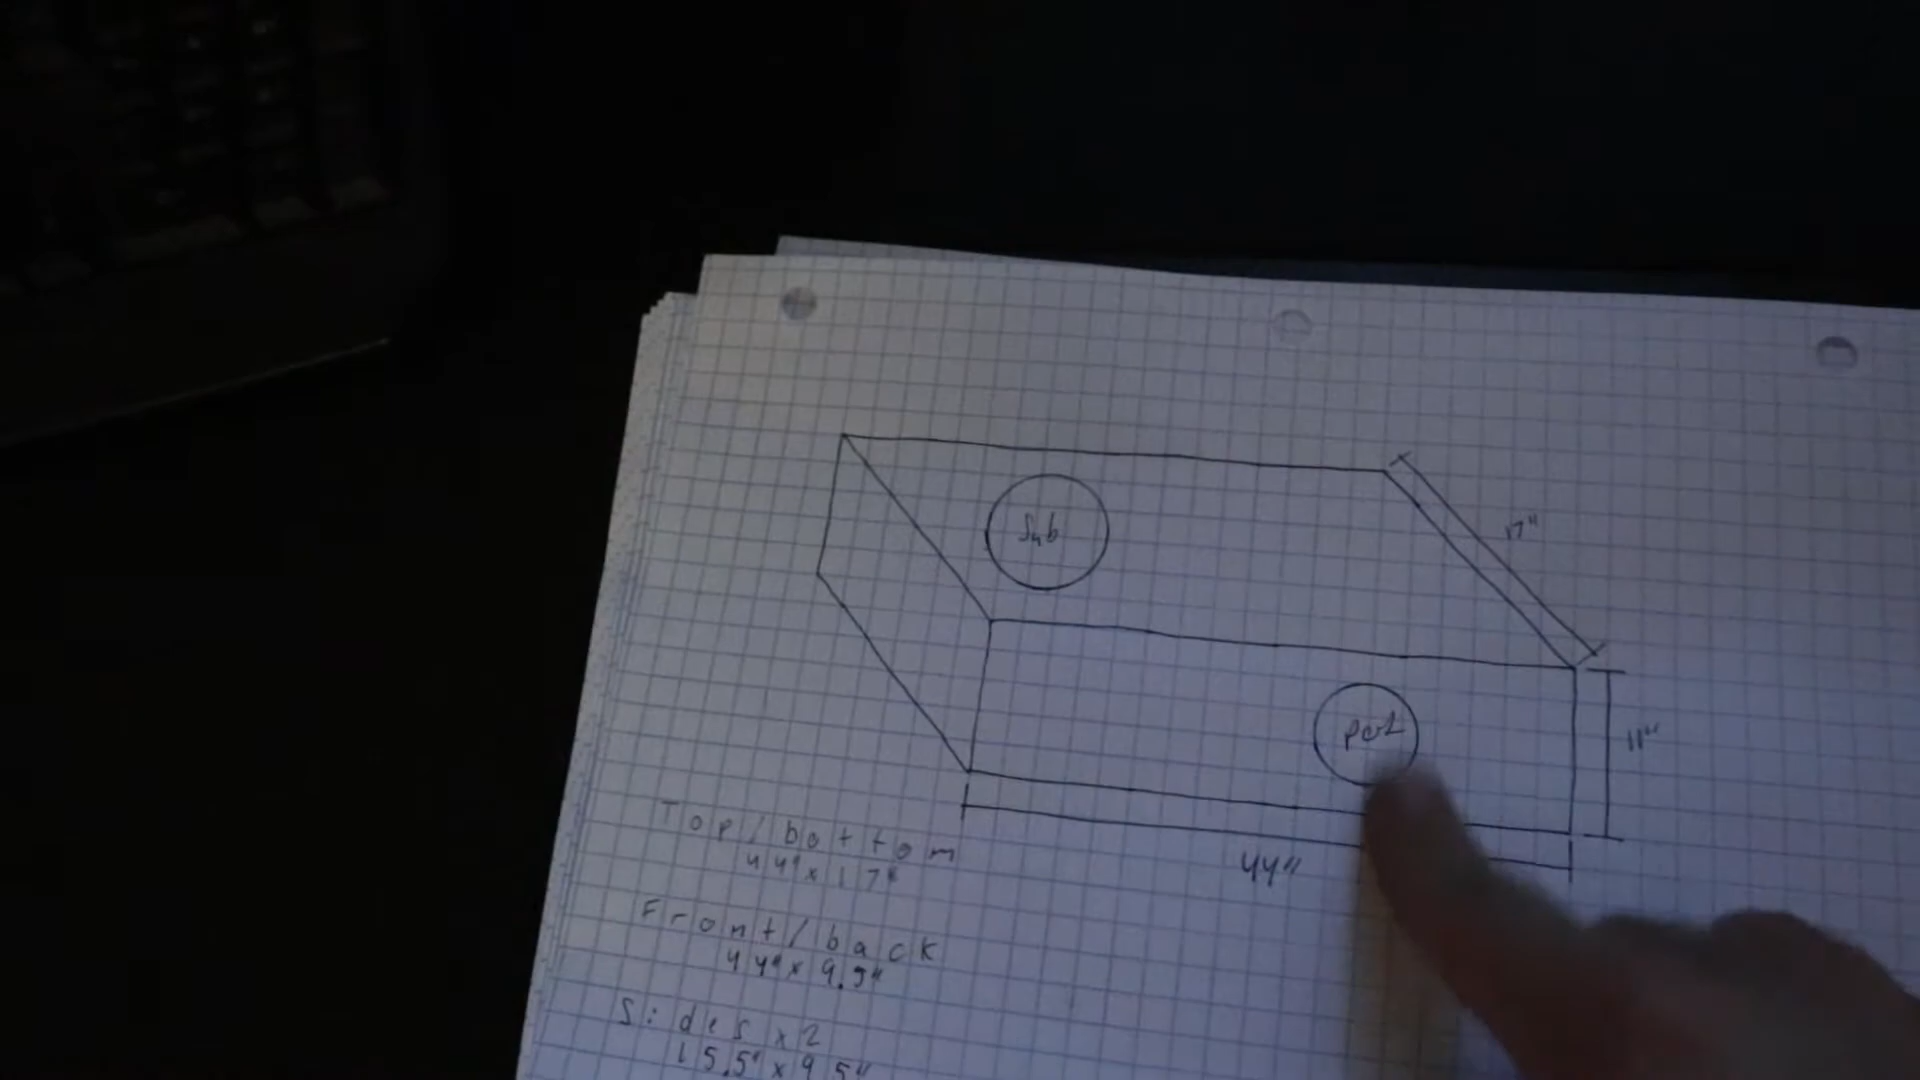 Sub
17"
Port
11"
44"
Top/bottom
44"x17"
Front/back
44"x9.5"
Sides x2
15.5"x9.5"